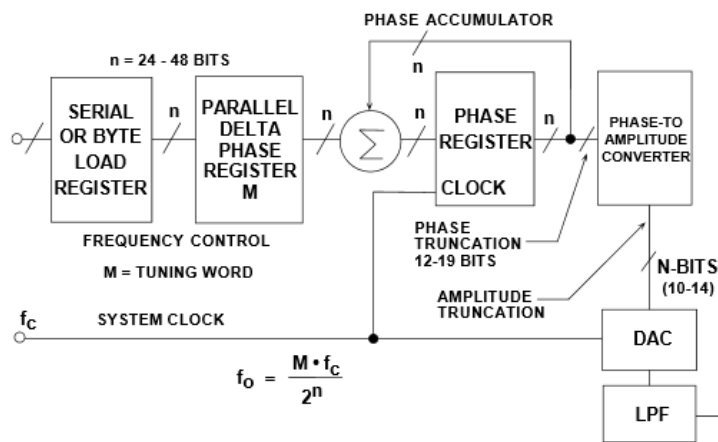 PHASE ACCUMULATOR
n = 24 - 48 BITS
n
SERIAL
OR BYTE
LOAD
REGISTER
n
PARALLEL
DELTA
PHASE
REGISTER
M
n
Σ
n
PHASE
REGISTER
CLOCK
n
PHASE-TO
AMPLITUDE
CONVERTER
FREQUENCY CONTROL
M = TUNING WORD
PHASE
TRUNCATION
12-19 BITS
AMPLITUDE
TRUNCATION
N-BITS
(10-14)
fC
SYSTEM CLOCK
DAC
fO = M • fC
2n
LPF